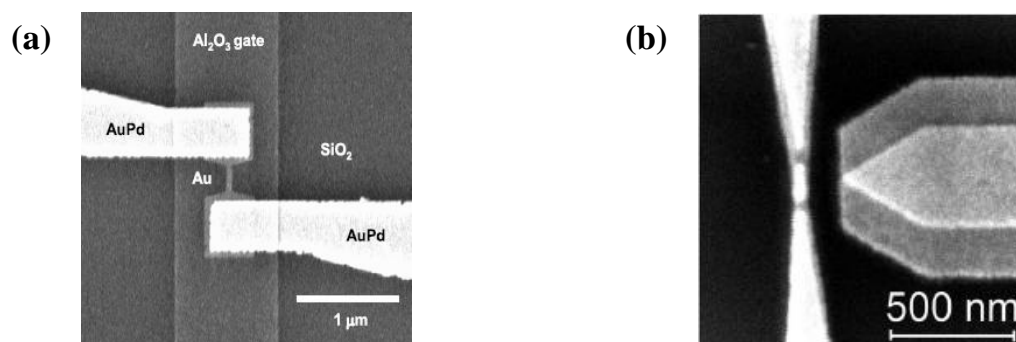 (a)
Al₂O₃ gate
AuPd
SiO₂
Au
AuPd
1 μm
(b)
500 nm